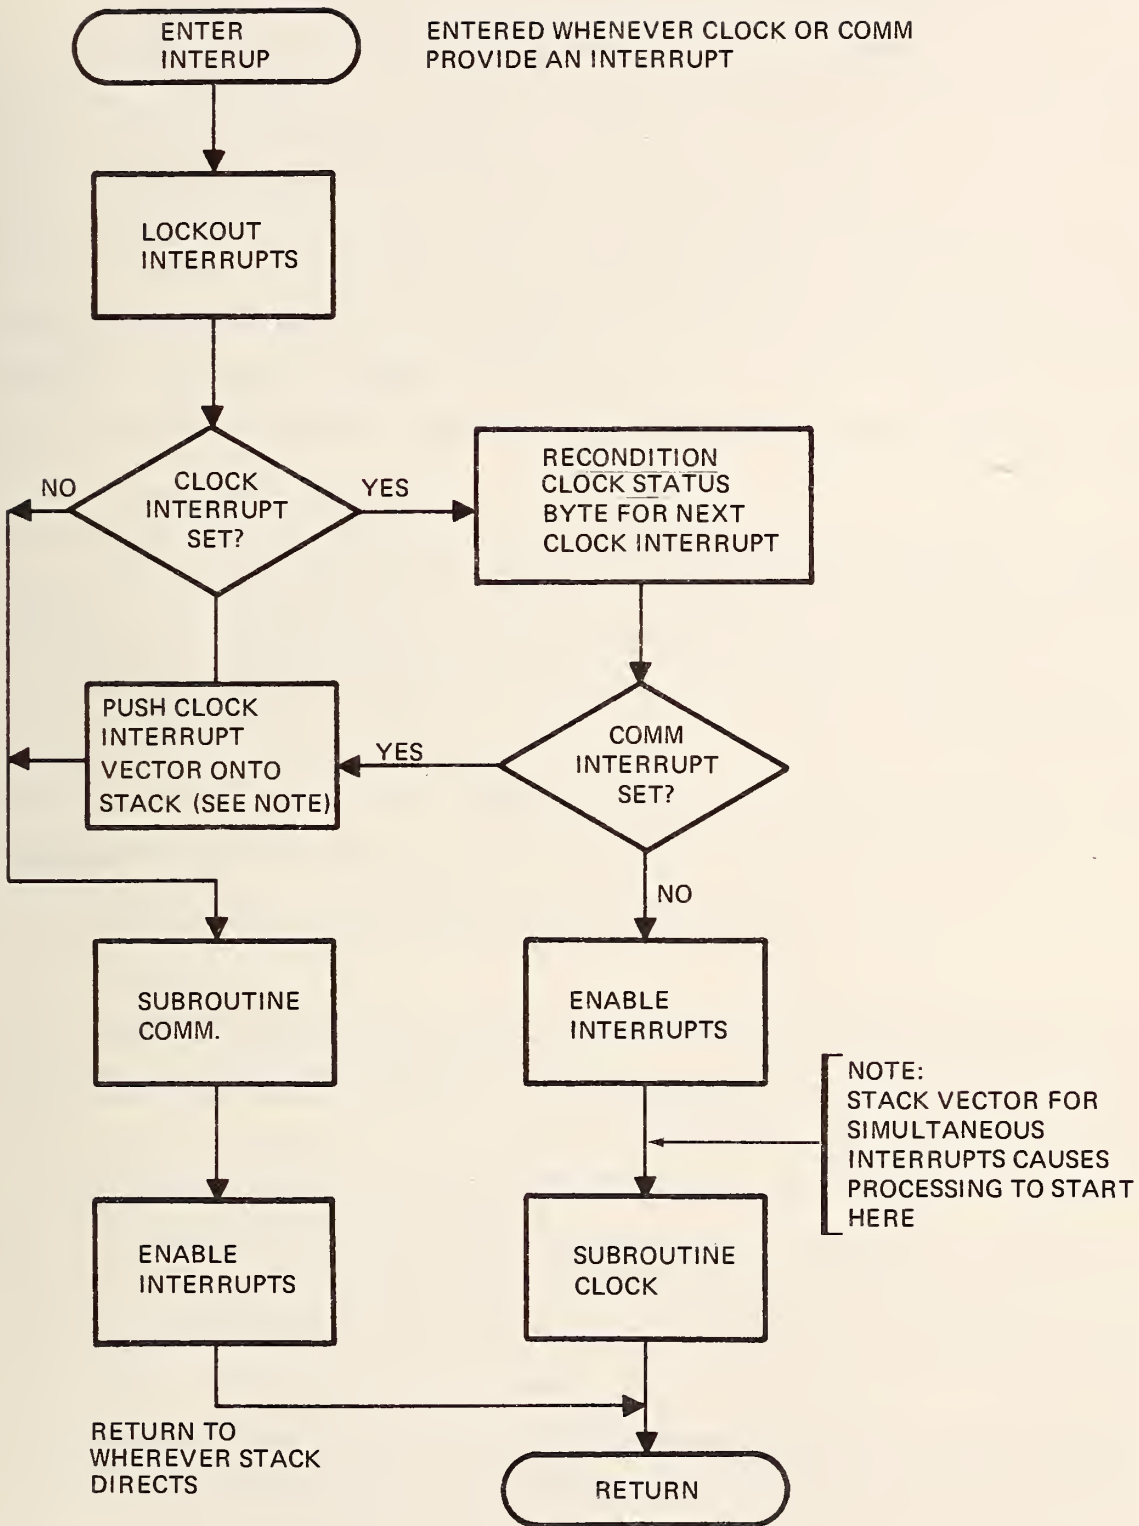 ENTER
INTERUP
ENTERED WHENEVER CLOCK OR COMM
PROVIDE AN INTERRUPT
LOCKOUT
INTERRUPTS
NO
CLOCK
INTERRUPT
SET?
YES
RECONDITION
CLOCK STATUS
BYTE FOR NEXT
CLOCK INTERRUPT
PUSH CLOCK
INTERRUPT
VECTOR ONTO
STACK (SEE NOTE)
YES
COMM
INTERRUPT
SET?
NO
SUBROUTINE
COMM.
ENABLE
INTERRUPTS
NOTE:
STACK VECTOR FOR
SIMULTANEOUS
INTERRUPTS CAUSES
PROCESSING TO START
HERE
ENABLE
INTERRUPTS
SUBROUTINE
CLOCK
RETURN TO
WHEREVER STACK
DIRECTS
RETURN